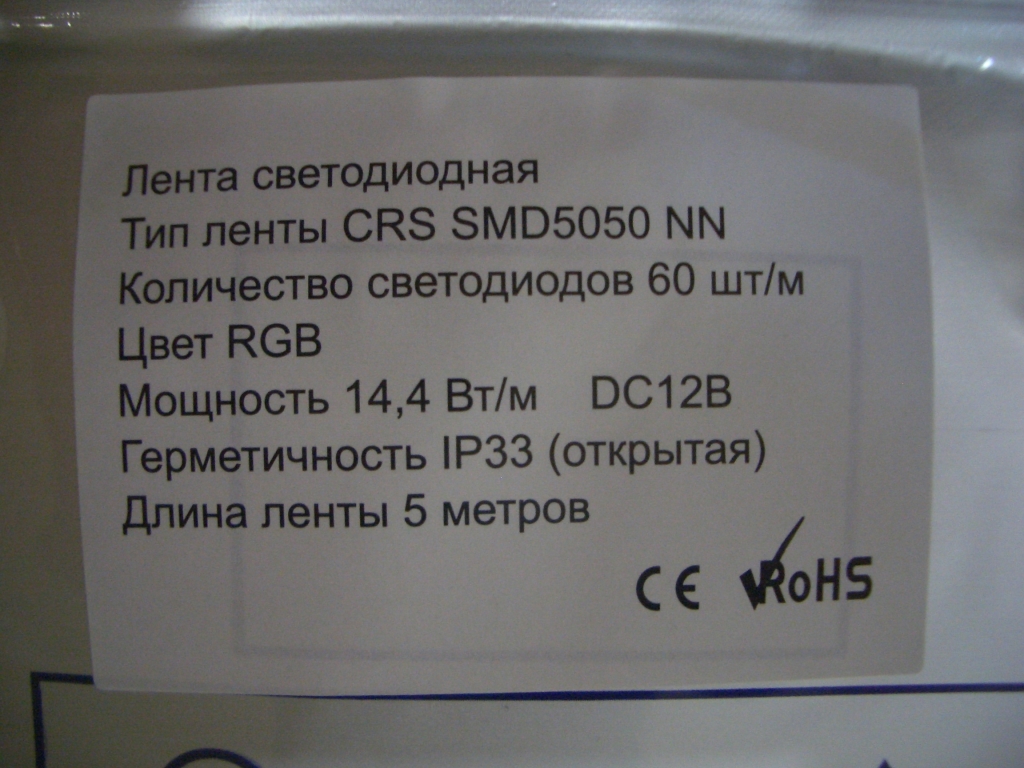 Лента светодиодная
Тип ленты CRS SMD5050 NN
Количество светодиодов 60 шт/м
Цвет RGB
Мощность 14,4 Вт/м DC12В
Герметичность IP33 (открытая)
Длина ленты 5 метров
CE RoHS